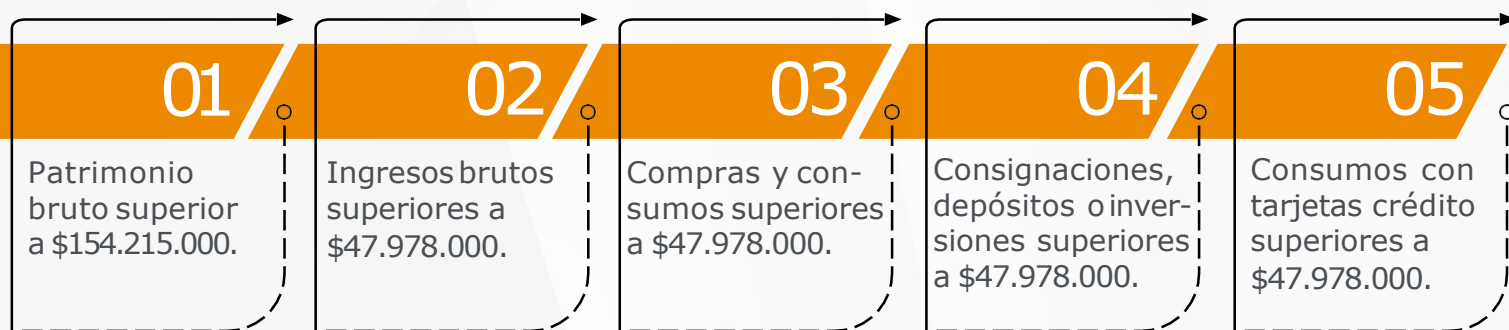 01
Patrimonio
bruto superior
a $154.215.000.
02
Ingresos brutos
superiores a
$47.978.000.
03
Compras y con-
sumos superiores
a $47.978.000.
04
Consignaciones,
depósitos o inver-
siones superiores
a $47.978.000.
05
Consumos con
tarjetas crédito
superiores a
$47.978.000.